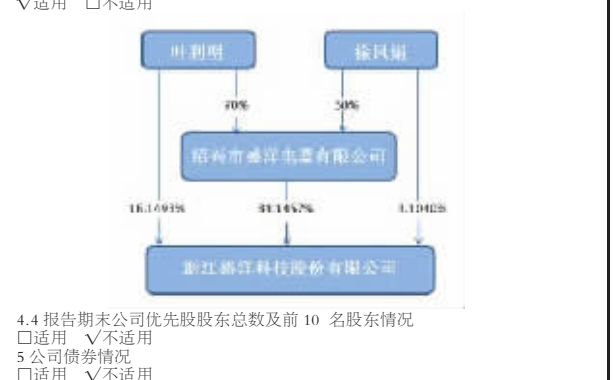 √适用 □不适用
叶利明 徐凤娟
70% 30%
绍兴市盛洋电器有限公司
浙江盛洋科技股份有限公司
4.4 报告期末公司优先股股东总数及前 10 名股东情况
□适用 √不适用
5 公司债券情况
□适用 √不适用